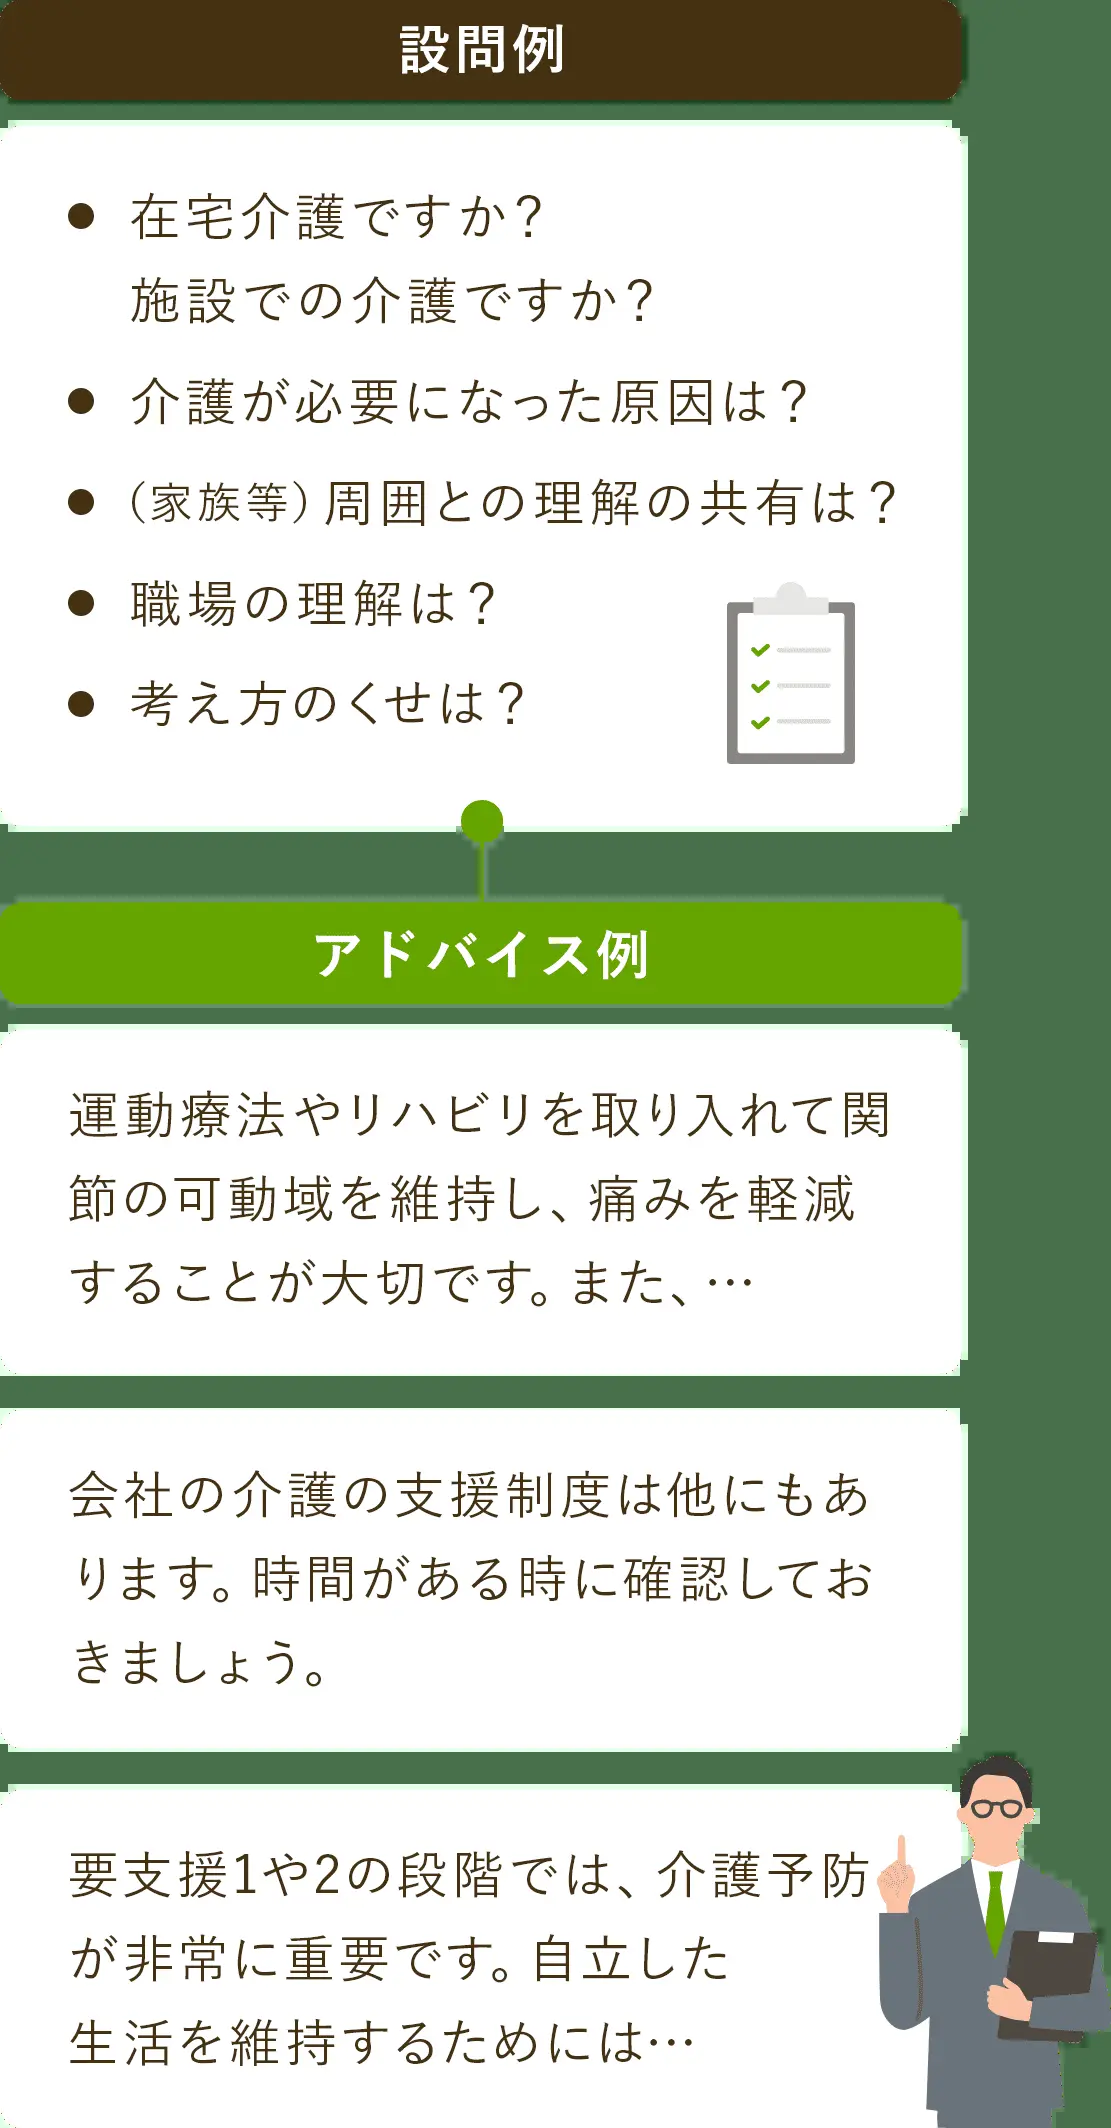 設問例
● 在宅介護ですか？
施設での介護ですか？
● 介護が必要になった原因は？
● （家族等）周囲との理解の共有は？
● 職場の理解は？
● 考え方のくせは？
アドバイス例
運動療法やリハビリを取り入れて関
節の可動域を維持し、痛みを軽減
することが大切です。また、…
会社の介護の支援制度は他にもあ
ります。時間がある時に確認してお
きましょう。
要支援1や2の段階では、介護予防
が非常に重要です。自立した
生活を維持するためには…